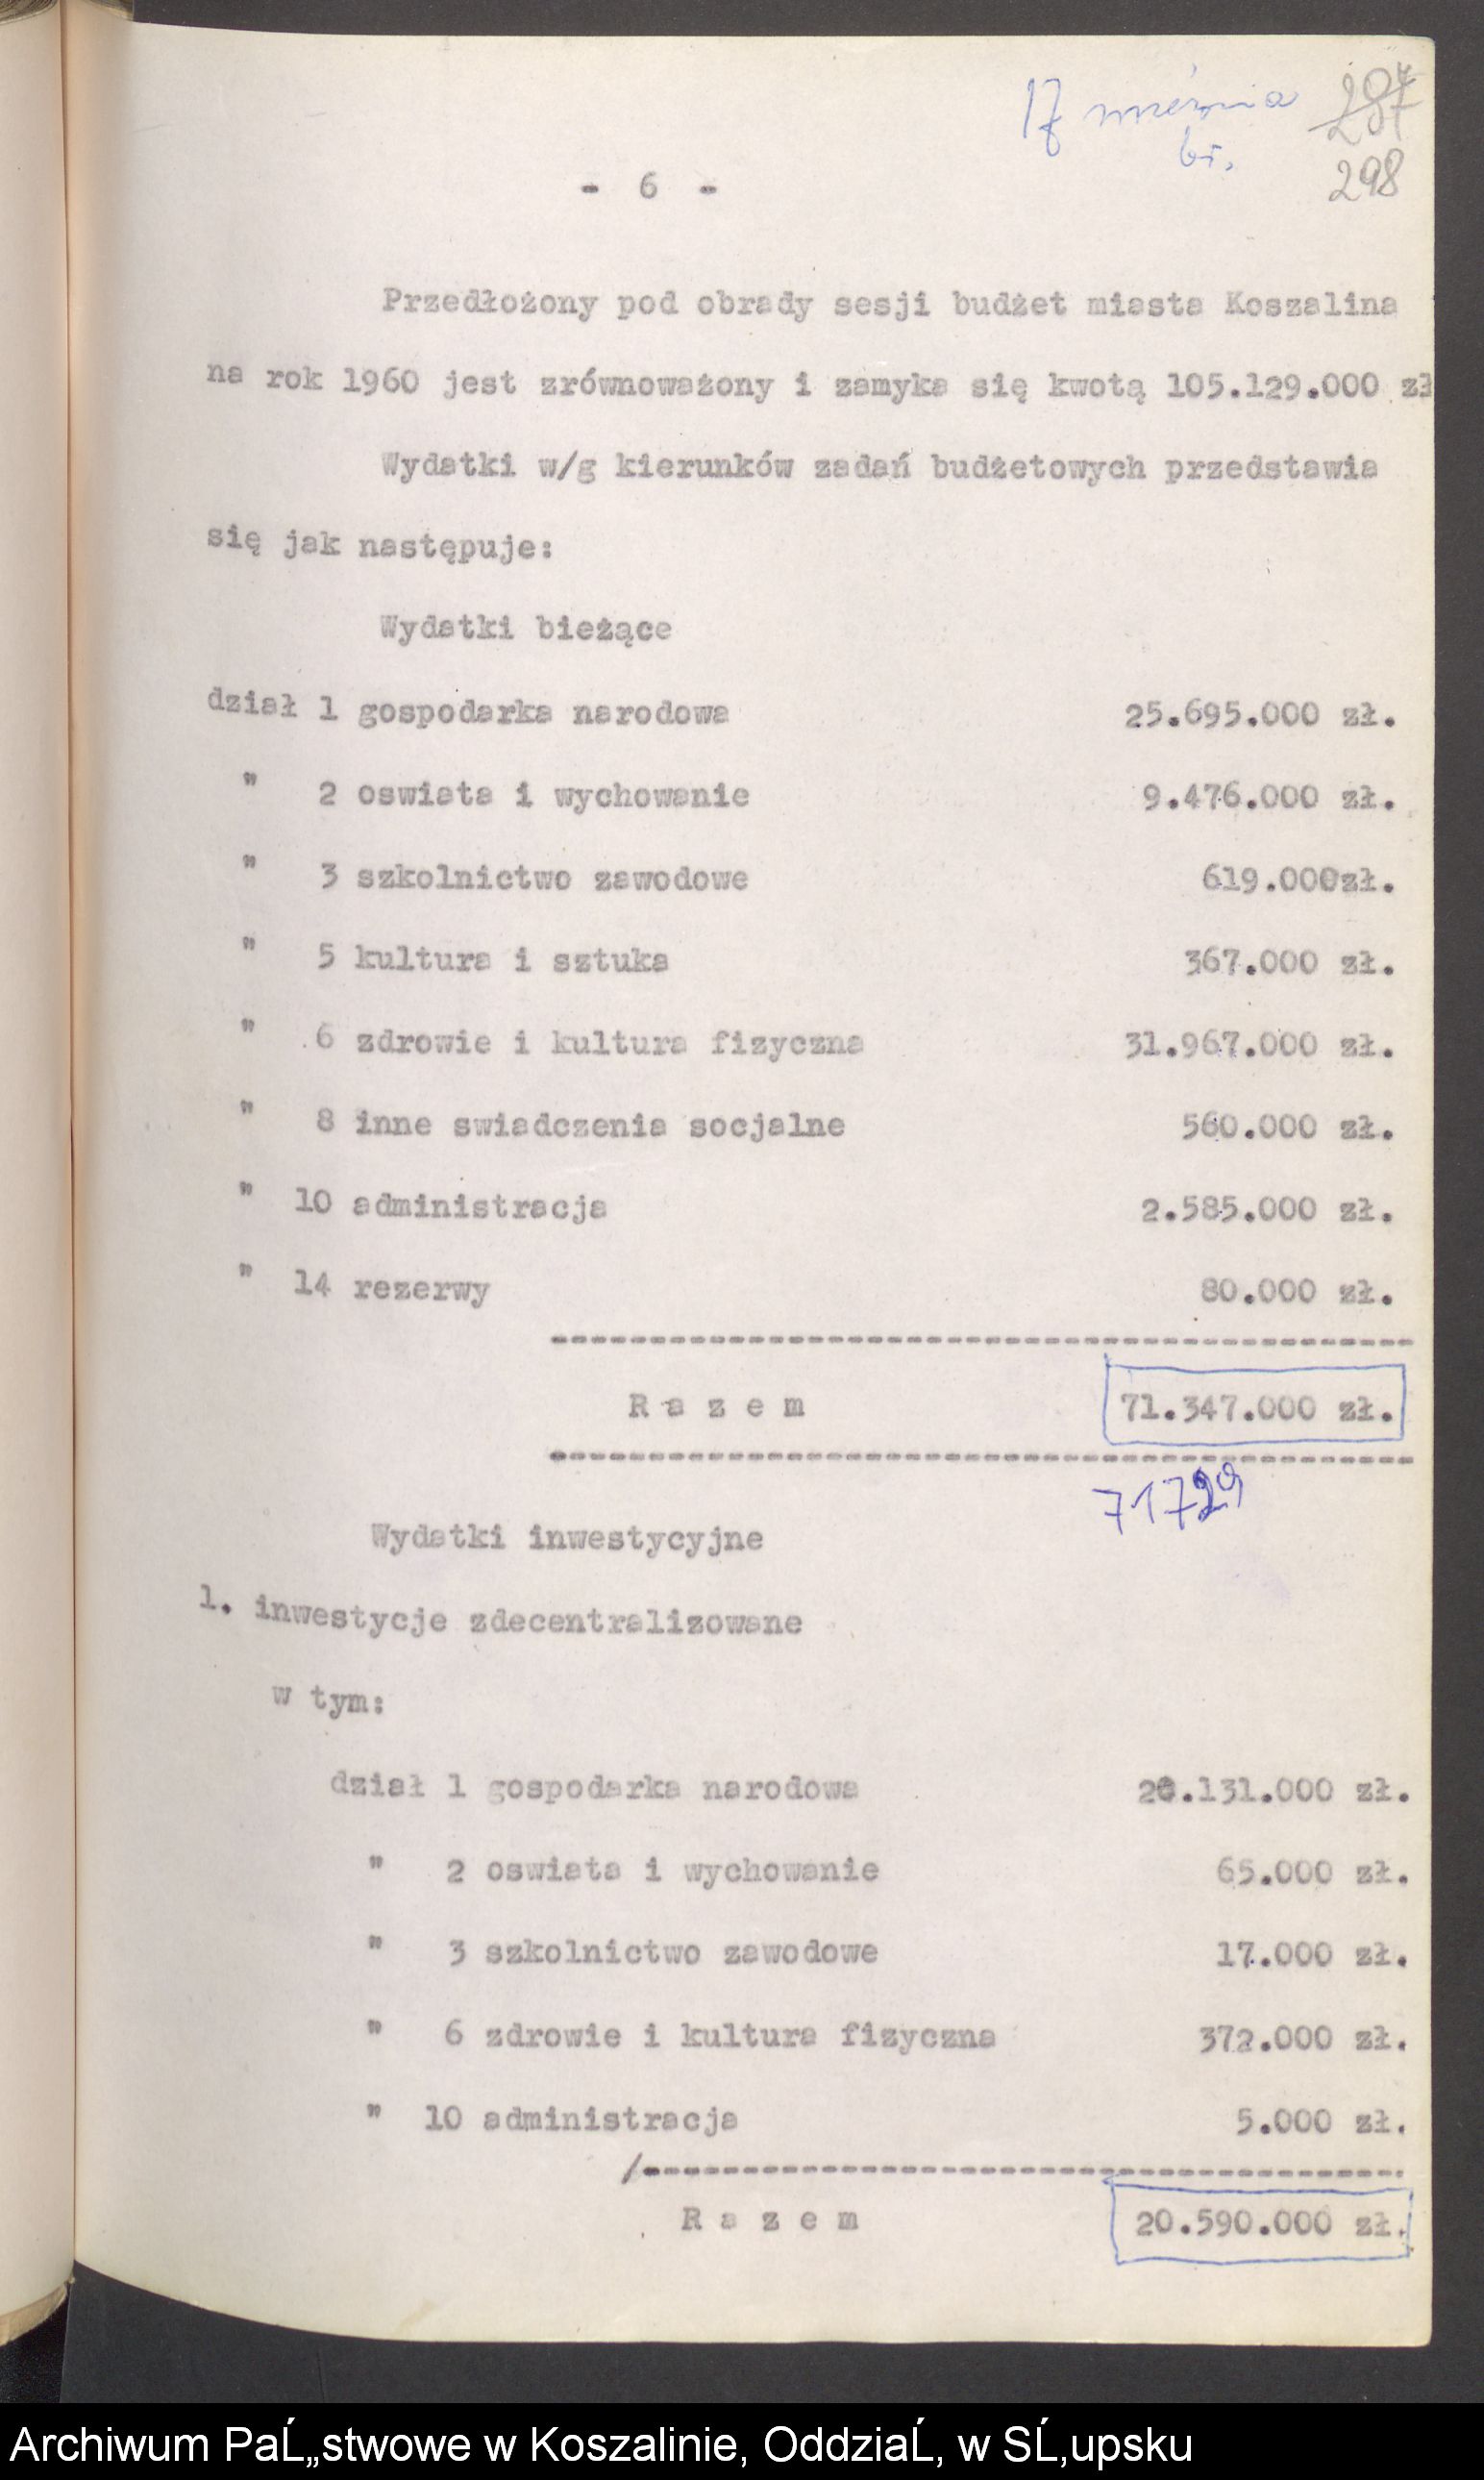 17 września 297
br. 298
- 6 -
Przedłożony pod obrady sesji budżet miasta Koszalina
na rok 1960 jest zrównoważony i zamyka się kwotą 105.129.000 zł
Wydatki w/g kierunków zadań budżetowych przedstawia
się jak następuje:
Wydatki bieżące
dział 1 gospodarka narodowa 25.695.000 zł.
" 2 oswiata i wychowanie 9.476.000 zł.
" 3 szkolnictwo zawodowe 619.000zł.
" 5 kultura i sztuka 367.000 zł.
" 6 zdrowie i kultura fizyczna 31.967.000 zł.
" 8 inne swiadczenia socjalne 560.000 zł.
" 10 administracja 2.585.000 zł.
" 14 rezerwy 80.000 zł.
R a z e m 71.347.000 zł.
71729
Wydatki inwestycyjne
1. inwestycje zdecentralizowane
w tym:
dział 1 gospodarka narodowa 20.131.000 zł.
" 2 oswiata i wychowanie 65.000 zł.
" 3 szkolnictwo zawodowe 17.000 zł.
" 6 zdrowie i kultura fizyczna 372.000 zł.
" 10 administracja 5.000 zł.
R a z e m 20.590.000 zł.
Archiwum PaĹ„stwowe w Koszalinie, OddziaĹ‚ w SĹ‚upsku